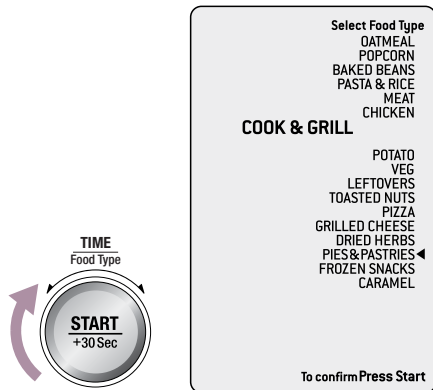 Select Food Type
OATMEAL
POPCORN
BAKED BEANS
PASTA & RICE
MEAT
CHICKEN
COOK & GRILL
POTATO
VEG
LEFTOVERS
TOASTED NUTS
PIZZA
GRILLED CHEESE
DRIED HERBS
PIES&PASTRIES
FROZEN SNACKS
CARAMEL
To confirm Press Start
TIME
Food Type
START
+30 Sec